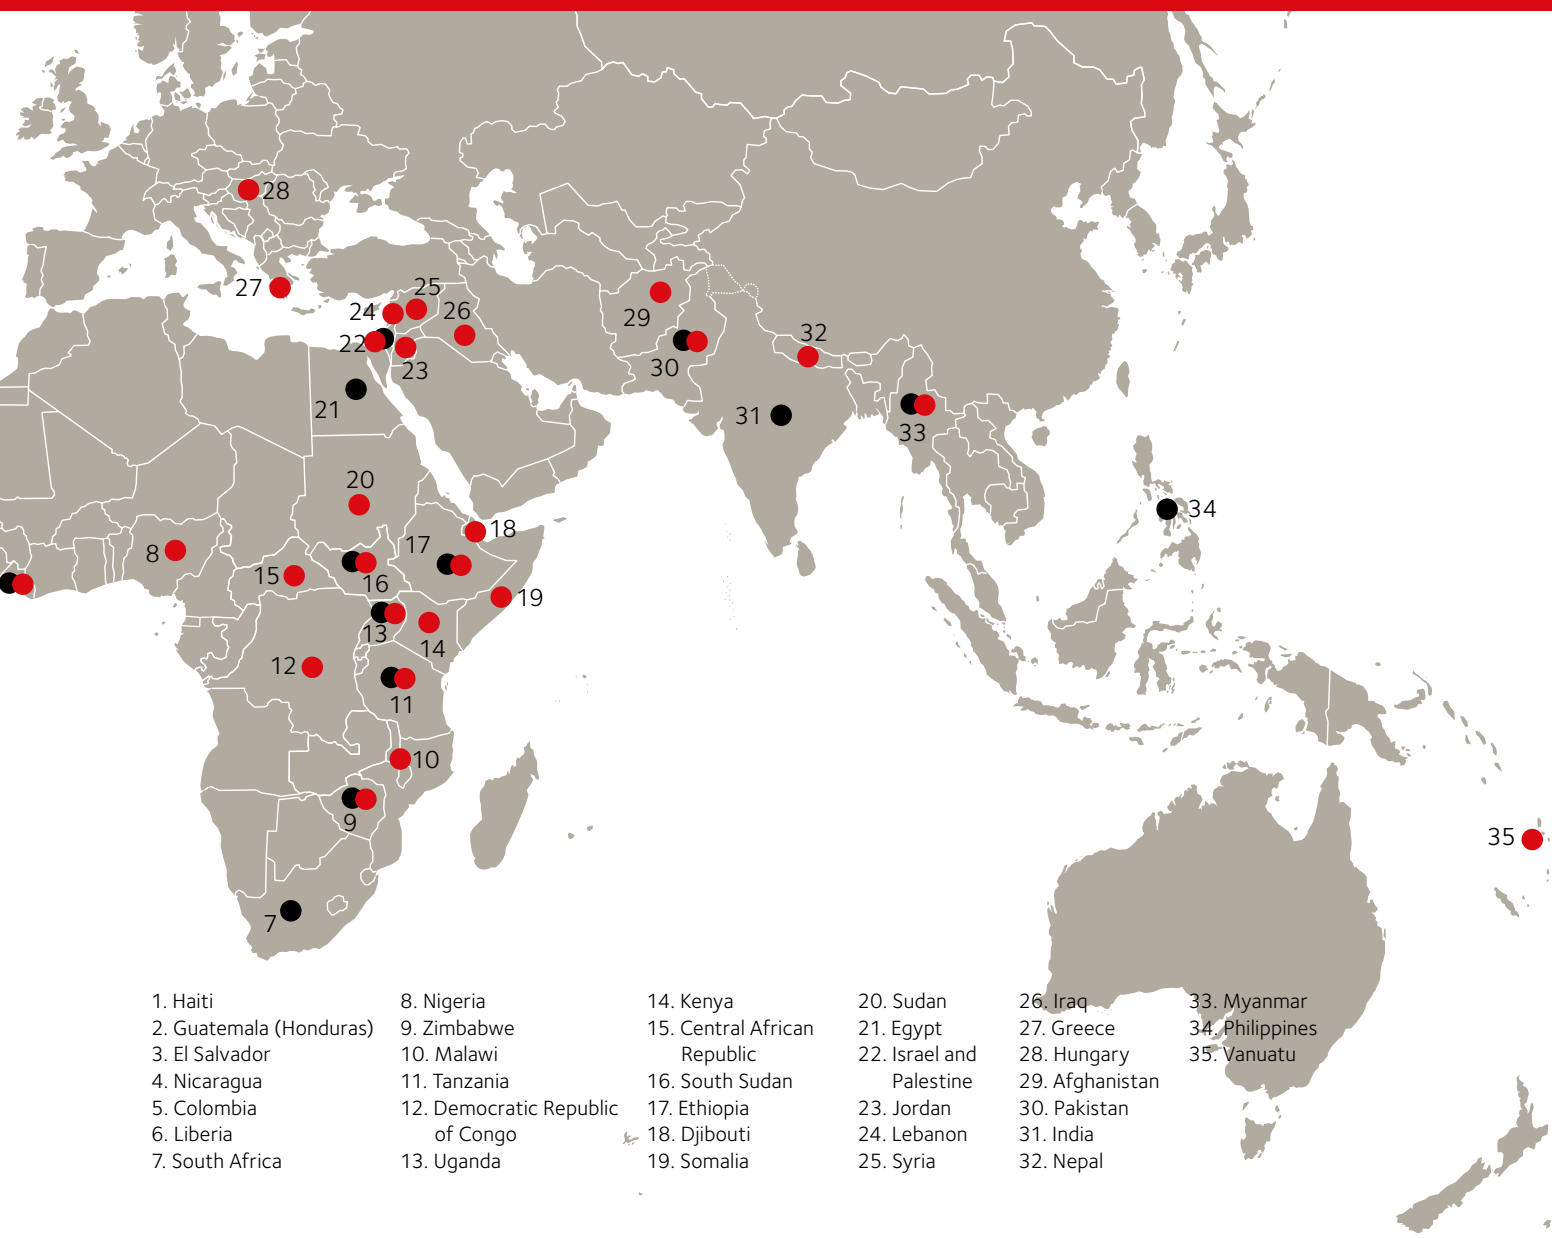 28
27
25
24
26
22
23
29
30
32
21
31
33
20
34
18
17
8
15
16
19
13
14
12
11
10
9
35
7
1. Haiti
2. Guatemala (Honduras)
3. El Salvador
4. Nicaragua
5. Colombia
6. Liberia
7. South Africa
8. Nigeria
9. Zimbabwe
10. Malawi
11. Tanzania
12. Democratic Republic
of Congo
13. Uganda
14. Kenya
15. Central African
Republic
16. South Sudan
17. Ethiopia
18. Djibouti
19. Somalia
20. Sudan
21. Egypt
22. Israel and
Palestine
23. Jordan
24. Lebanon
25. Syria
26. Iraq
27. Greece
28. Hungary
29. Afghanistan
30. Pakistan
31. India
32. Nepal
33. Myanmar
34. Philippines
35. Vanuatu